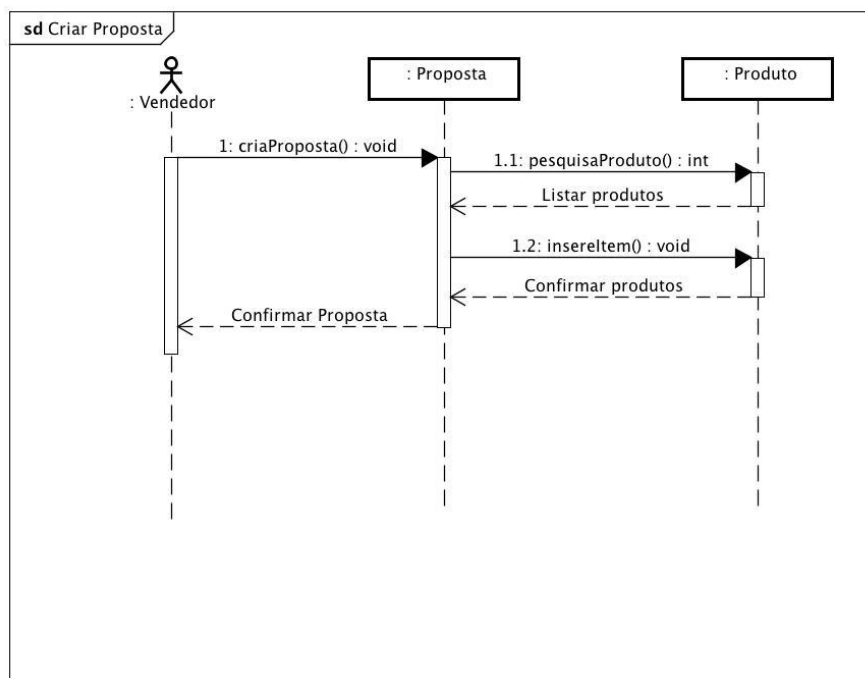 sd Criar Proposta
: Vendedor
: Proposta
: Produto
1: criaProposta() : void
1.1: pesquisaProduto() : int
Listar produtos
1.2: insereItem() : void
Confirmar produtos
Confirmar Proposta